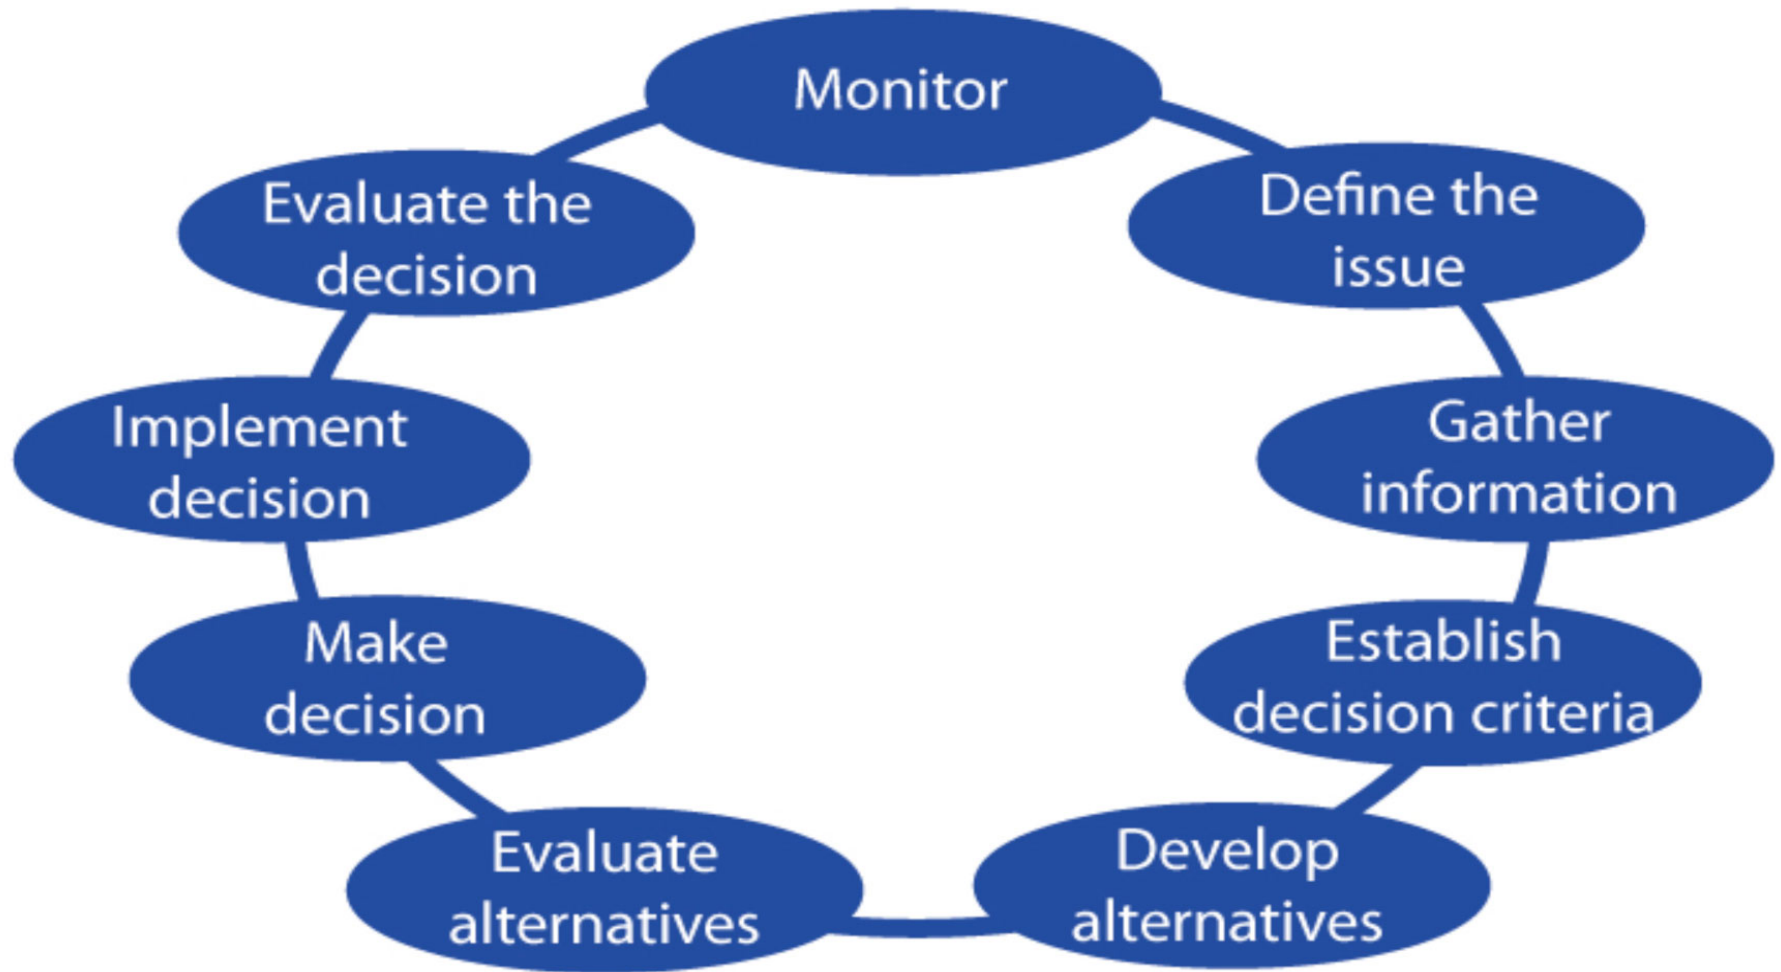 Monitor
Define the
issue
Gather
information
Establish
decision criteria
Develop
alternatives
Evaluate
alternatives
Make
decision
Implement
decision
Evaluate the
decision